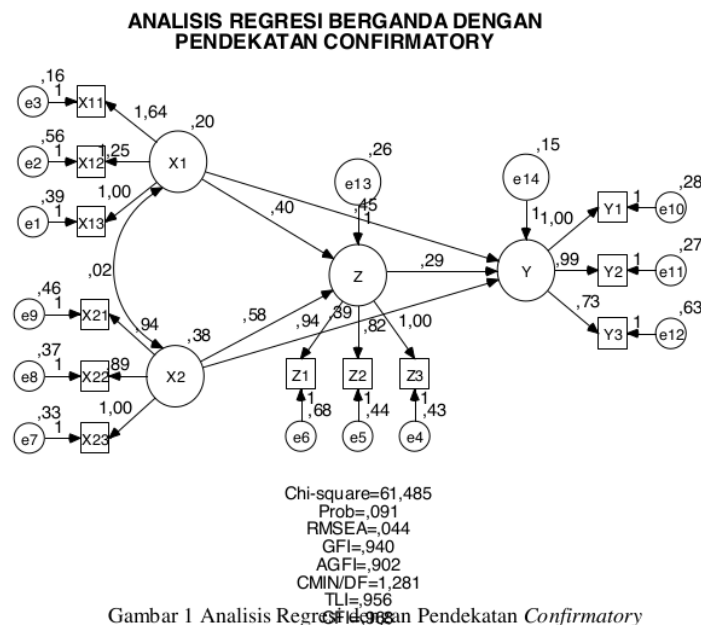 ANALISIS REGRESI BERGANDA DENGAN
PENDEKATAN CONFIRMATORY
,16
e3
1
X11
1,64
,20
,56
e2
1
X12
1,25
X1
,39
e1
1
X13
1,00
,26
e13
1
,15
e14
1
,40
,45
1,00
Y1
1
,28
e10
,02
Z
,29
Y
,99
Y2
1
,27
e11
,73
Y3
1
,63
e12
,46
e9
1
X21
,94
,38
,58
,39
,37
e8
1
X22
,89
X2
,33
e7
1
X23
1,00
,94
,82
1,00
Z1
Z2
Z3
1
,68
1
,44
1
,43
e6
e5
e4
Chi-square=61,485
Prob=,091
RMSEA=,044
GFI=,940
AGFI=,902
CMIN/DF=1,281
TLI=,956
CFI=,968
Gambar 1 Analisis Regresi dengan Pendekatan Confirmatory